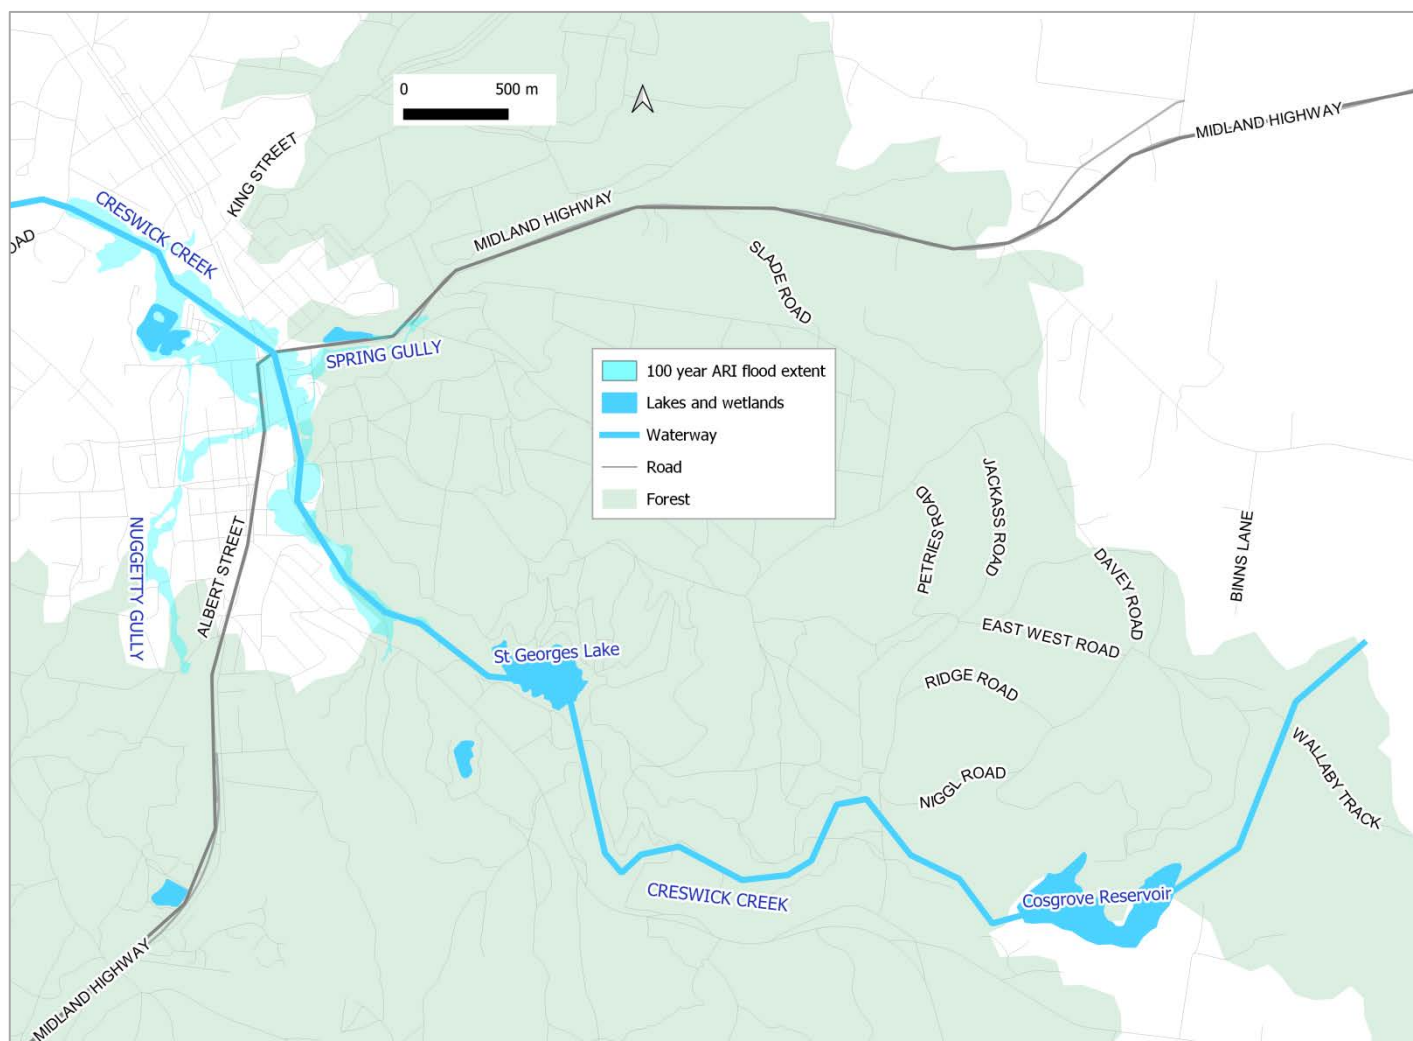 0 500 m
MIDLAND HIGHWAY
KING STREET
CRESWICK CREEK
MIDLAND HIGHWAY
OAD
SLADE ROAD
SPRING GULLY
100 year ARI flood extent
Lakes and wetlands
Waterway
Road
Forest
JACKASS ROAD
PETRIES ROAD
BINNS LANE
NUGGETTY GULLY
ALBERT STREET
DAVEY ROAD
EAST WEST ROAD
St Georges Lake
RIDGE ROAD
WALLABY TRACK
NIGGL ROAD
CRESWICK CREEK
Cosgrove Reservoir
MIDLAND HIGHWAY